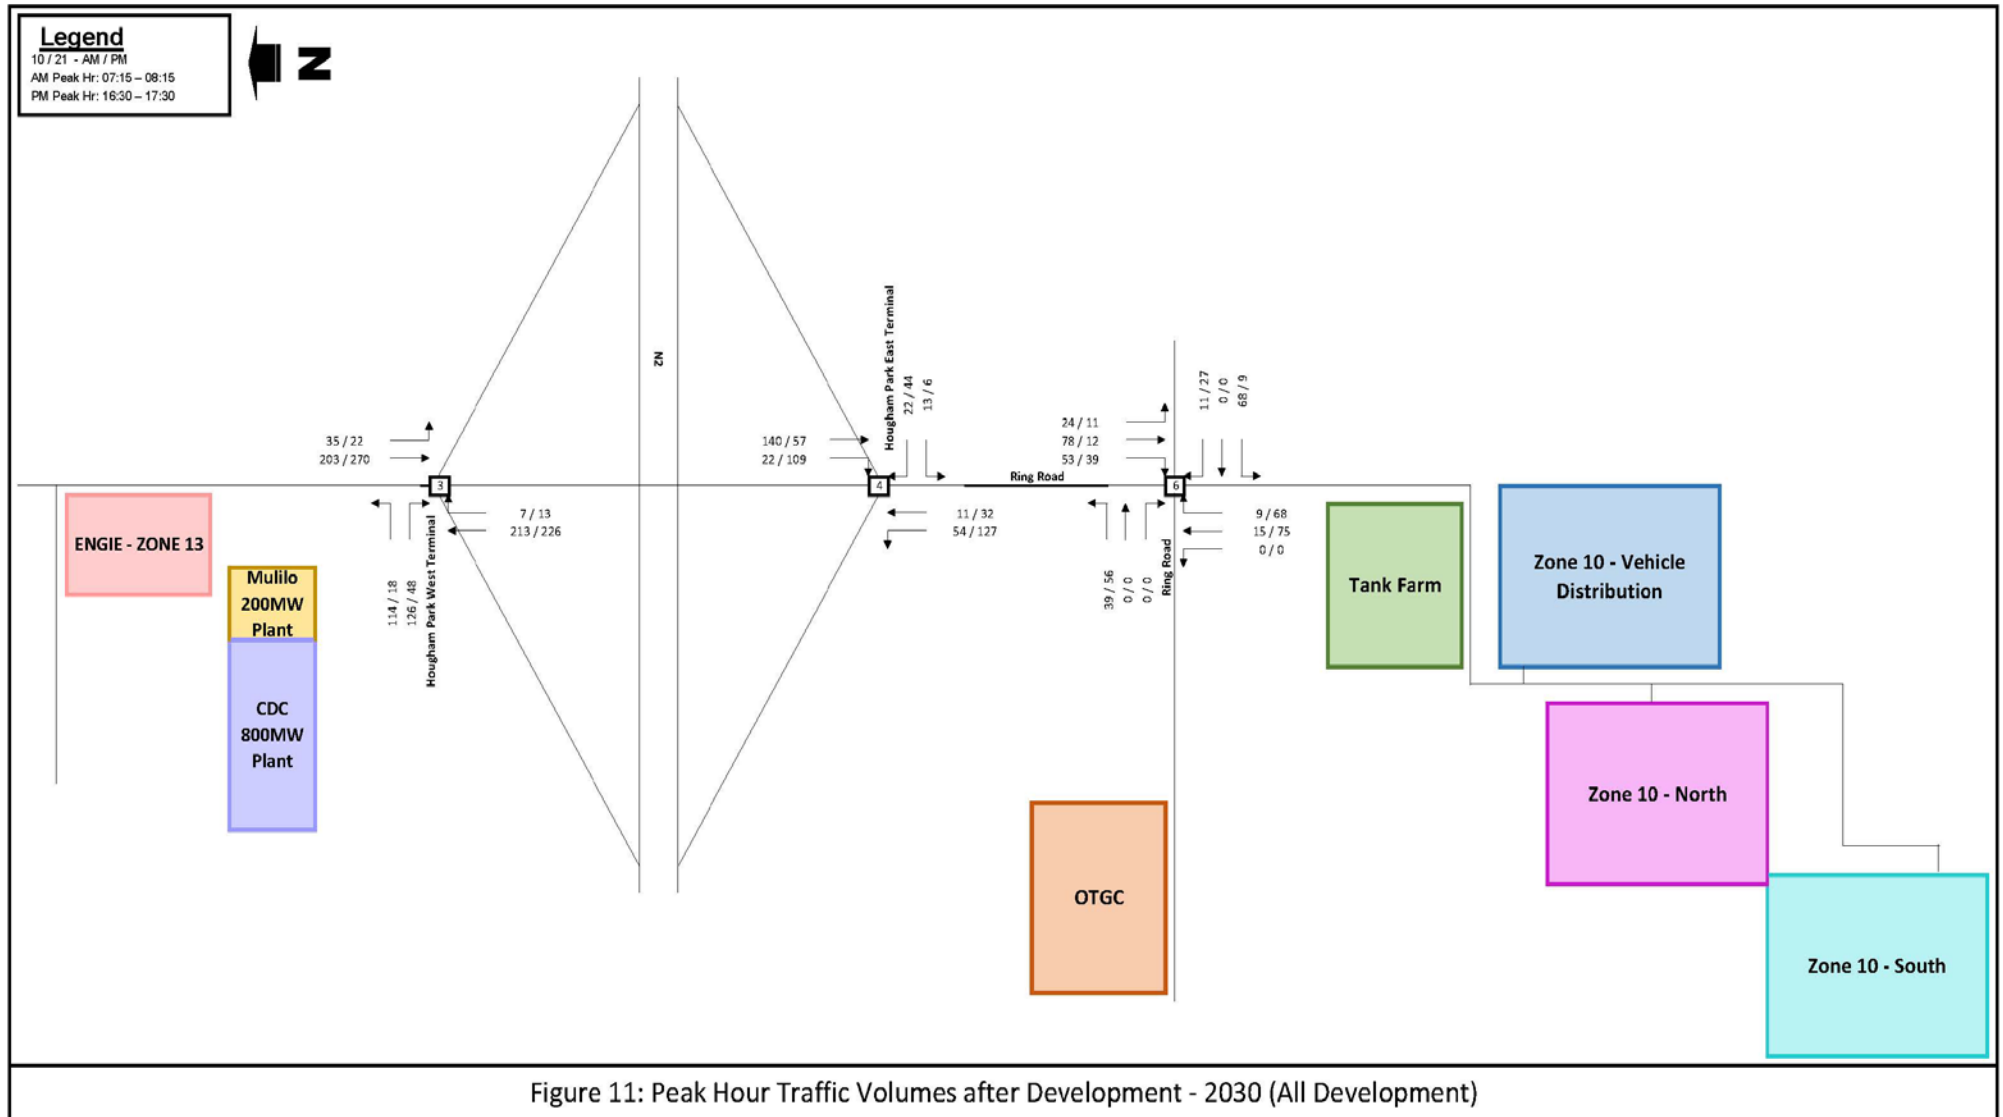 Legend
10 / 21 - AM / PM
AM Peak Hr: 07:15 – 08:15
PM Peak Hr: 16:30 – 17:30
N
N2
35 / 22
203 / 270
3
7 / 13
213 / 226
114 / 18
126 / 48
Hougham Park West Terminal
140 / 57
22 / 109
4
Hougham Park East Terminal
22 / 44
13 / 6
11 / 32
54 / 127
Ring Road
24 / 11
78 / 12
53 / 39
6
11 / 27
0 / 0
68 / 9
9 / 68
15 / 75
0 / 0
39 / 56
0 / 0
0 / 0
Ring Road
ENGIE - ZONE 13
Mulilo
200MW
Plant
CDC
800MW
Plant
OTGC
Tank Farm
Zone 10 - Vehicle
Distribution
Zone 10 - North
Zone 10 - South
Figure 11: Peak Hour Traffic Volumes after Development - 2030 (All Development)